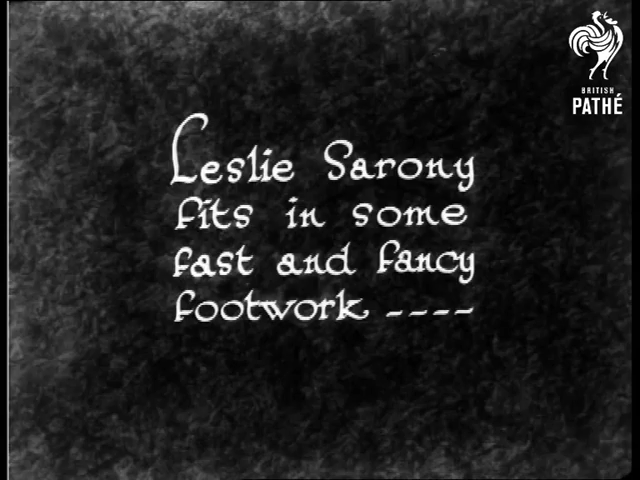 BRITISH
PATHÉ
Leslie Sarony
fits in some
fast and fancy
footwork ----